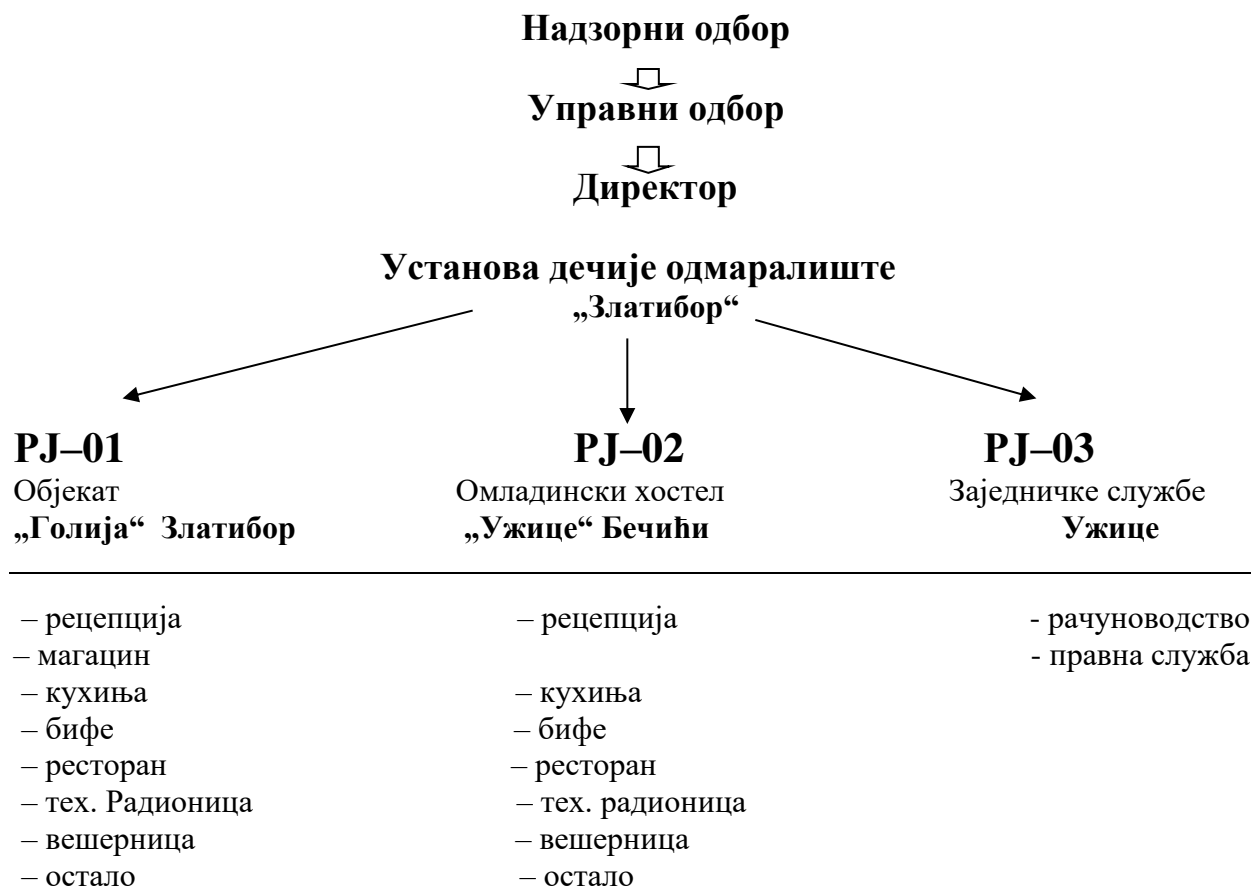 Надзорни одбор
Управни одбор
Директор
Установа дечије одмаралиште
„Златибор“
РЈ–01 РЈ–02 РЈ–03
Објекат Омладински хостел Заједничке службе
„Голија“ Златибор „Ужице“ Бечићи Ужице
– рецепција – рецепција - рачуноводство
– магацин - правна служба
– кухиња – кухиња
– бифе – бифе
– ресторан – ресторан
– тех. Радионица – тех. радионица
– вешерница – вешерница
– остало – остало